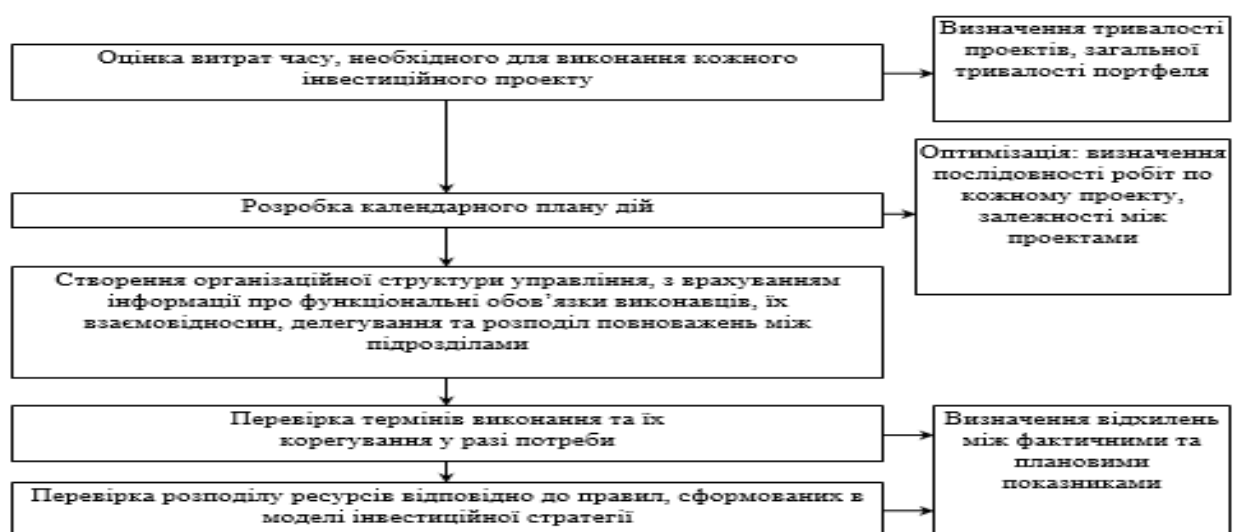 Оцінка витрат часу, необхідного для виконання кожного
інвестиційного проекту
Визначення тривалості
проектів, загальної
тривалості портфеля
Розробка календарного плану дій
Оптимізація: визначення
послідовності робіт по
кожному проекту,
залежності між
проектами
Створення організаційної структури управління, з врахуванням
інформації про функціональні обов’язки виконавців, їх
взаємовідносин, делегування та розподіл повноважень між
підрозділами
Перевірка термінів виконання та їх
корегування у разі потреби
Визначення відхилень
між фактичними та
плановими
показниками
Перевірка розподілу ресурсів відповідно до правил, сформованих в
моделі інвестиційної стратегії